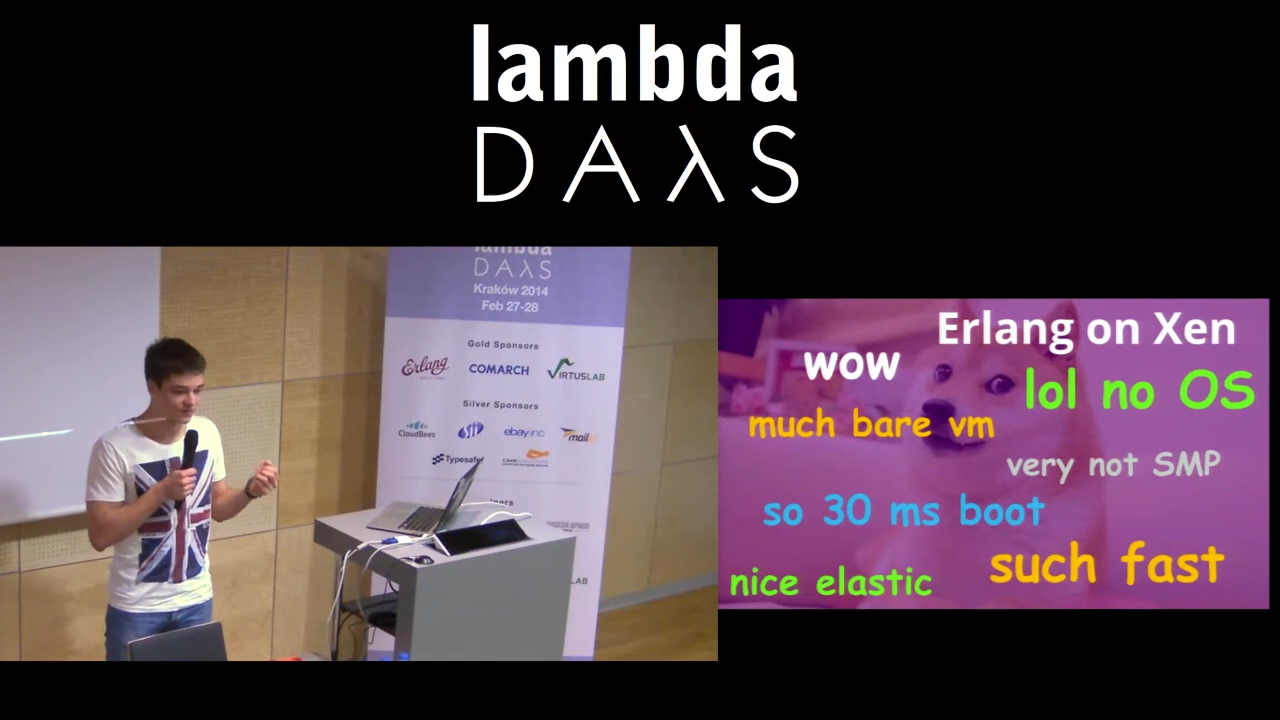 lambda
DAλS
lambda
DAλS
Kraków 2014
Feb 27-28
Gold Sponsors
Erlang
SOLUTIONS
COMARCH
VIRTUSLAB
Silver Sponsors
CloudBees
ebay inc
Typesafe
Erlang on Xen
wow
lol no OS
much bare vm
very not SMP
so 30 ms boot
such fast
nice elastic